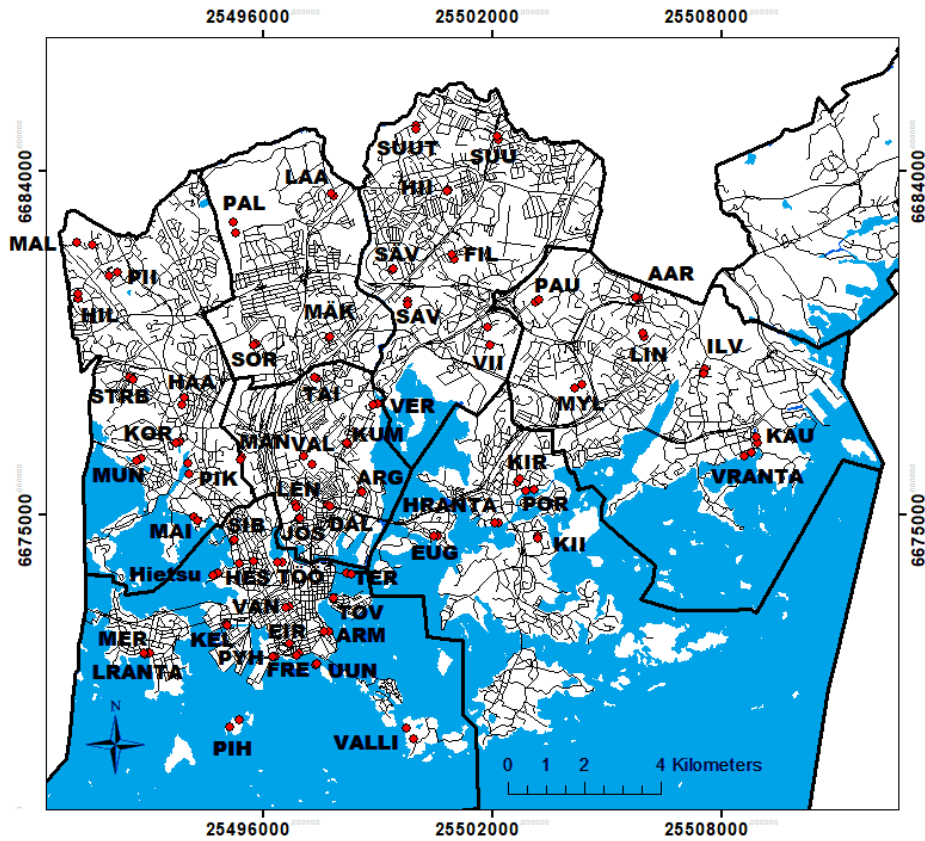 25496000 25502000 25508000
6684000
6684000
SUUT
SUU
LAA
HII
PAL
MAL
SÄV
FIL
PII
AAR
PAU
HIL
MÄK
SAV
SOR
VII
LIN
ILV
STRB
HAA
TAI
MYL
VER
KOR
MAN
VAL
KUM
KAU
MUN
PIK
KIR
VRANTA
ARG
LEN
HRANTA
POR
6675000
6675000
MAI
SIB
JOS
DAL
EUG
KII
Hietsu
HES
TOO
TER
VAN
TOV
MER
KEL
EIR
ARM
LRANTA
PYH
FRE
UUN
N
PIH
VALLI
0 1 2 4 Kilometers
25496000 25502000 25508000